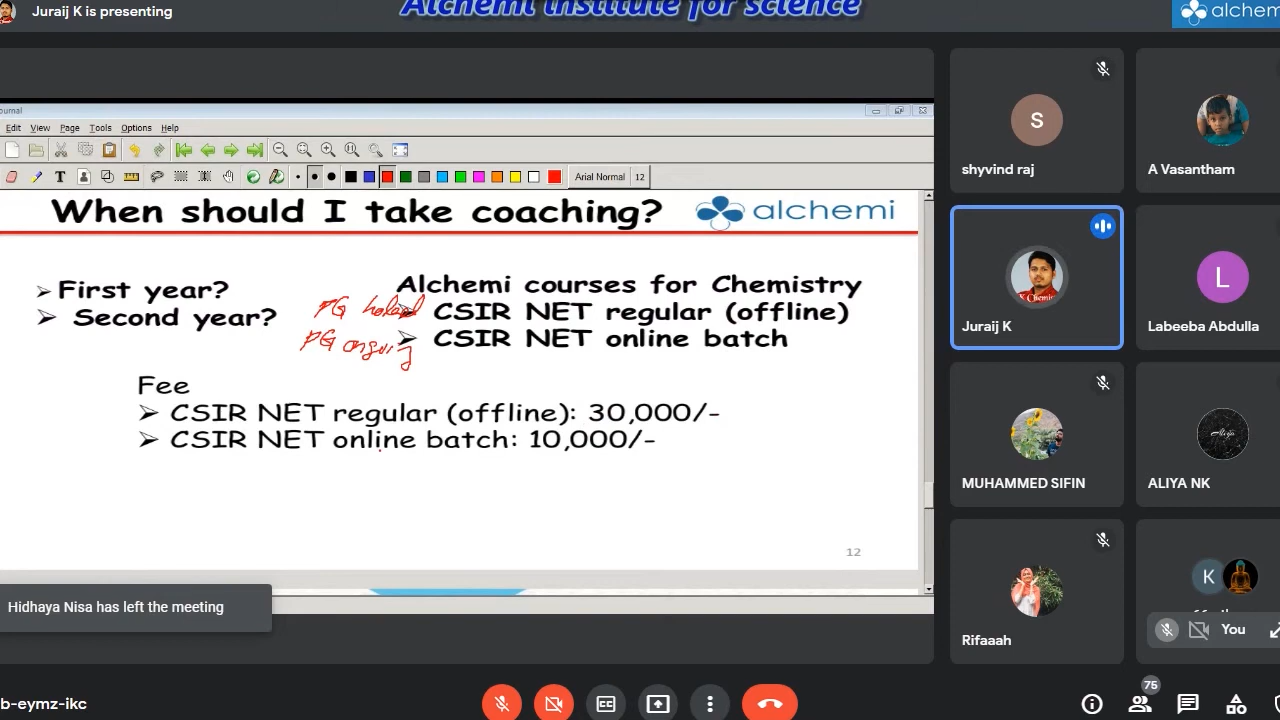 Juraij K is presenting
Alchemi institute for science
alchem
ournal
Edit View Page Tools Options Help
T
Arial Normal 12
When should I take coaching?
alchemi
➢ First year?
➢ Second year?
Alchemi courses for Chemistry
PG
➢ CSIR NET regular (offline)
PG ongoing
➢ CSIR NET online batch
Fee
➢ CSIR NET regular (offline): 30,000/-
➢ CSIR NET online batch: 10,000/-
12
Hidhaya Nisa has left the meeting
b-eymz-ikc
CC
S
shyvind raj
A Vasantham
Juraij K
L
Labeeba Abdulla
MUHAMMED SIFIN
ALIYA NK
Rifaaah
K
You
75